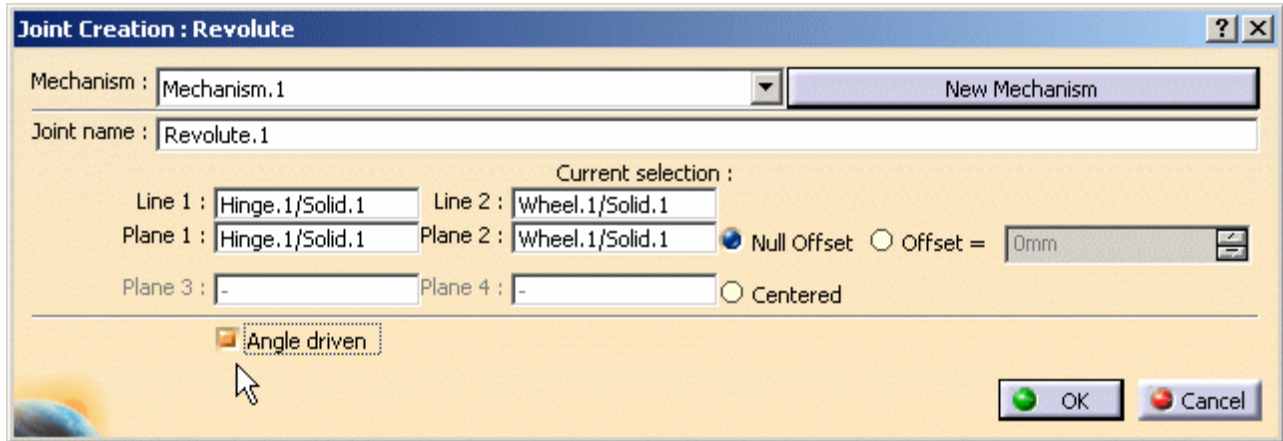 Joint Creation : Revolute
Mechanism : Mechanism.1 New Mechanism
Joint name : Revolute.1
Current selection :
Line 1 : Hinge.1/Solid.1 Line 2 : Wheel.1/Solid.1
Plane 1 : Hinge.1/Solid.1 Plane 2 : Wheel.1/Solid.1 Null Offset Offset = 0mm
Plane 3 : - Plane 4 : - Centered
Angle driven
OK Cancel